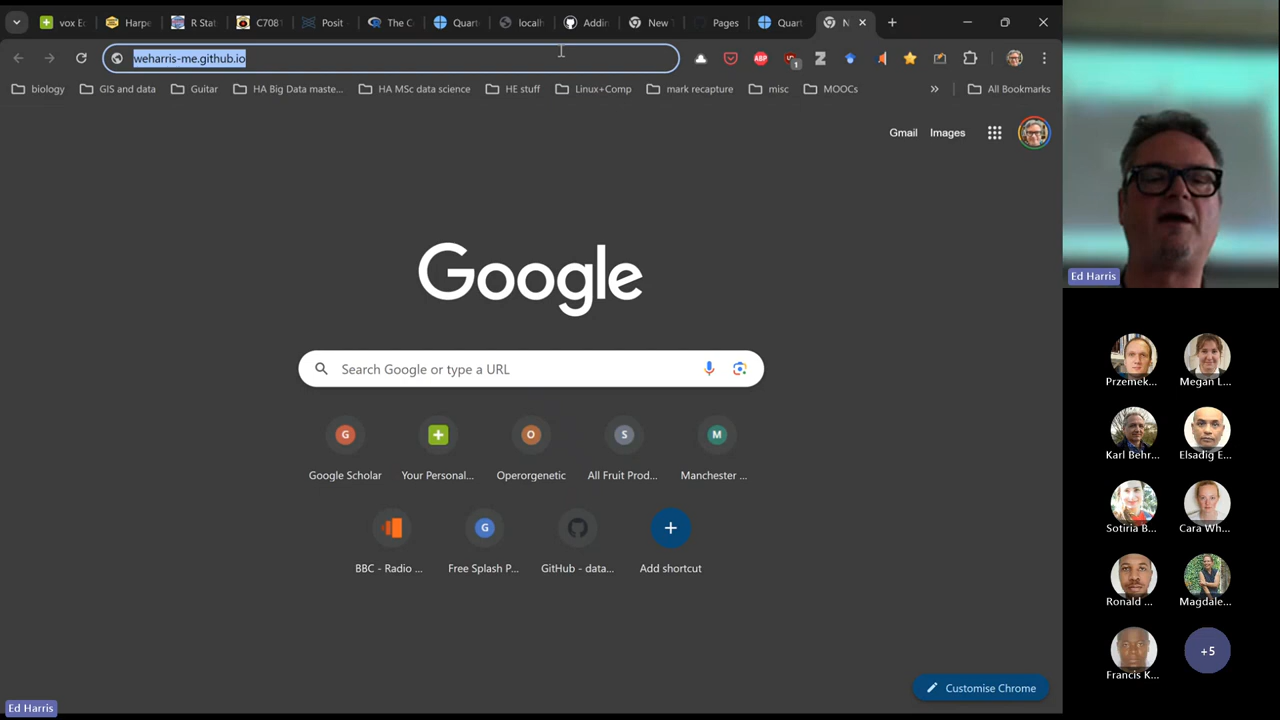 vox E
Harpe
R Stat
C7081
Posit
The C
Quart
localh
Addin
New T
Pages
Quart
N
weharris-me.github.io
ABP
1
biology
GIS and data
Guitar
HA Big Data maste...
HA MSc data science
HE stuff
Linux+Comp
mark recapture
misc
MOOCs
»
All Bookmarks
Gmail
Images
Google
Search Google or type a URL
G
O
S
M
Google Scholar
Your Personal...
Operorgenetic
All Fruit Prod...
Manchester ...
G
BBC - Radio ...
Free Splash P...
GitHub - data...
Add shortcut
Customise Chrome
Ed Harris
Ed Harris
Przemek...
Megan L...
Karl Behr...
Elsadig E...
Sotiria B...
Cara Wh...
Ronald ...
Magdale...
Francis K...
+5